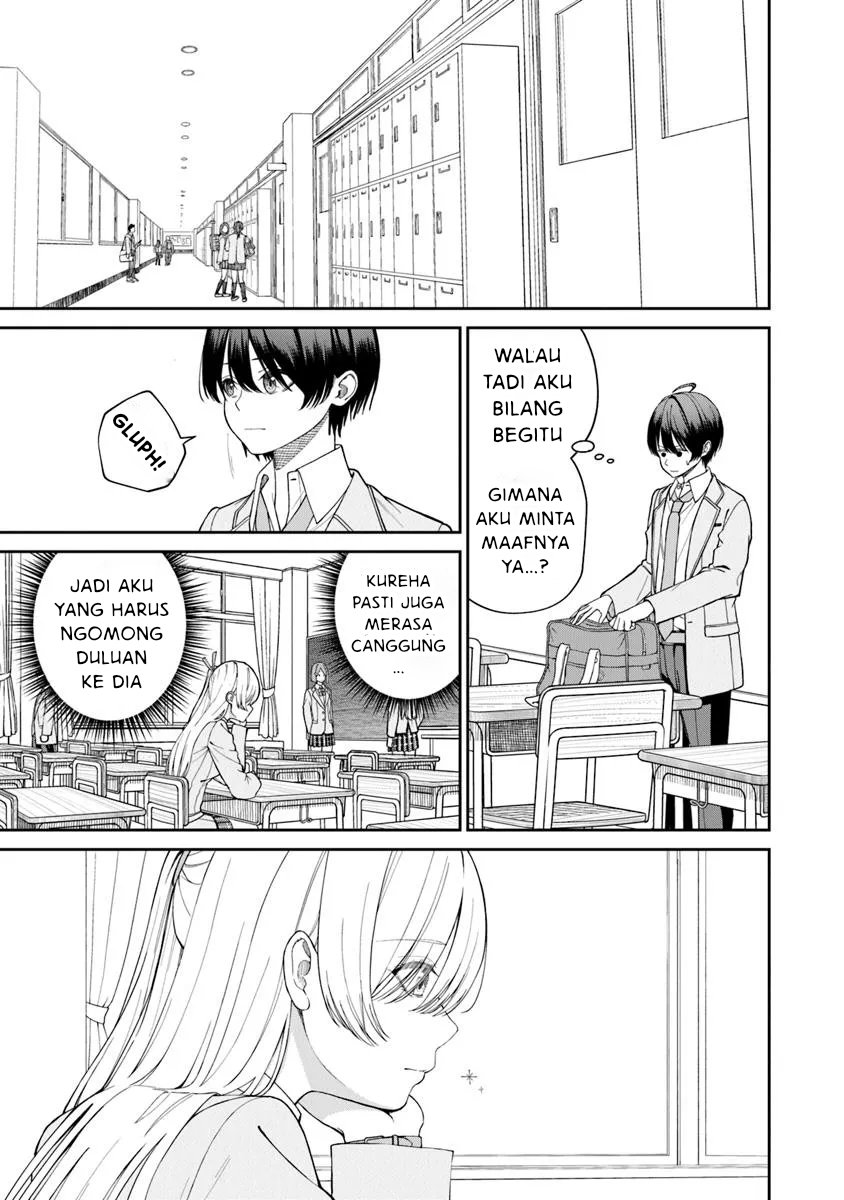 WALAU
TADI AKU
BILANG
BEGITU
GIMANA
AKU MINTA
MAAFNYA
YA...?
GLUPH!
KUREHA
PASTI JUGA
MERASA
CANGGUNG
...
JADI AKU
YANG HARUS
NGOMONG
DULUAN
KE DIA